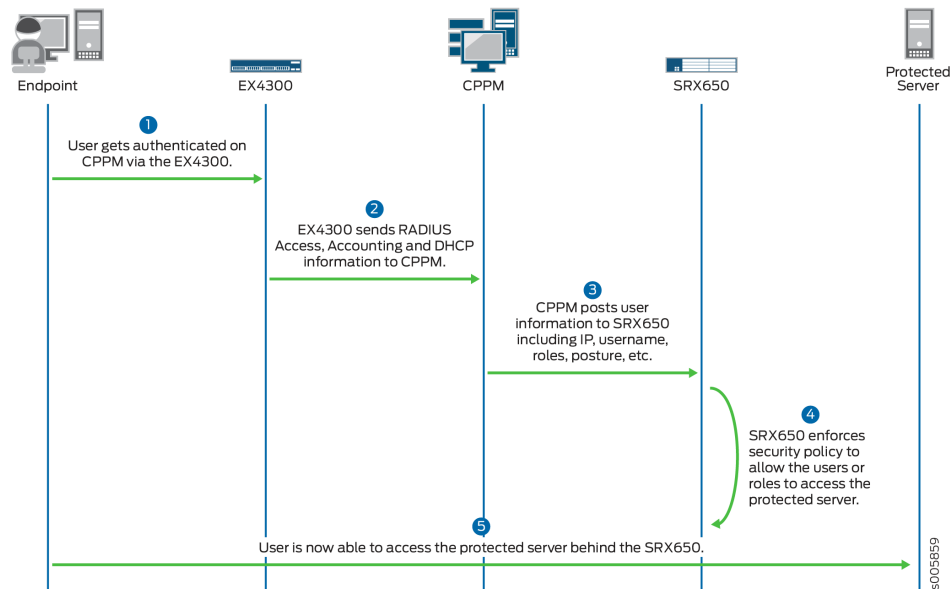 Endpoint
EX4300
CPPM
SRX650
Protected
Server
1
User gets authenticated on
CPPM via the EX4300.
2
EX4300 sends RADIUS
Access, Accounting and DHCP
information to CPPM.
3
CPPM posts user
information to SRX650
including IP, username,
roles, posture, etc.
4
SRX650 enforces
security policy to
allow the users or
roles to access the
protected server.
5
User is now able to access the protected server behind the SRX650.
s005859